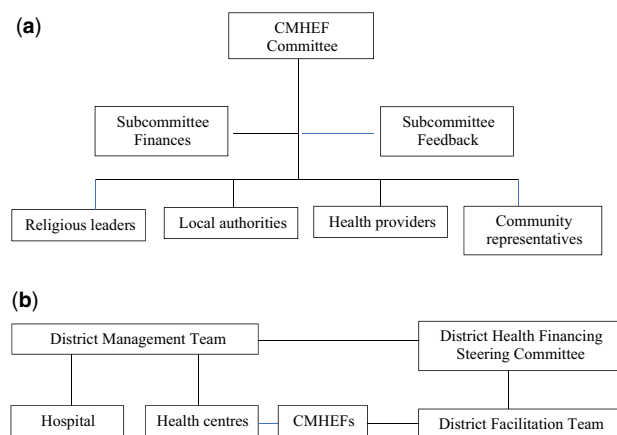 (a)
CMHEF
Committee
Subcommittee
Finances
Subcommittee
Feedback
Religious leaders
Local authorities
Health providers
Community
representatives
(b)
District Management Team
District Health Financing
Steering Committee
Hospital
Health centres
CMHEFs
District Facilitation Team